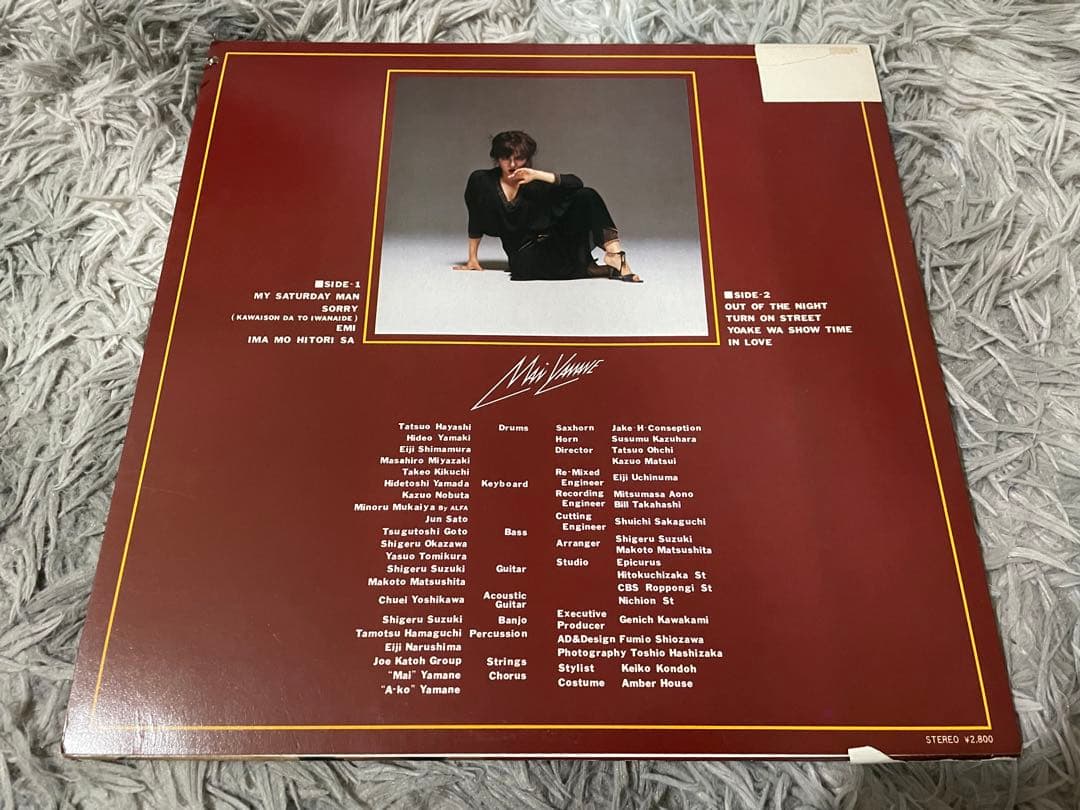 ■SIDE-1
MY SATURDAY MAN
SORRY
(KAWAISOH DA TO IWANAIDE)
EMI
IMA MO HITORI SA
■SIDE-2
OUT OF THE NIGHT
TURN ON STREET
YOAKE WA SHOW TIME
IN LOVE
Mai Yamane
Tatsuo Hayashi Drums
Hideo Yamaki
Eiji Shimamura
Masahiro Miyazaki
Takeo Kikuchi
Hidetoshi Yamada Keyboard
Kazuo Nobuta
Minoru Mukaiya By ALFA
Jun Sato
Tsugutoshi Goto Bass
Shigeru Okazawa
Yasuo Tomikura
Shigeru Suzuki Guitar
Makoto Matsushita
Chuei Yoshikawa Acoustic
Guitar
Shigeru Suzuki Banjo
Tamotsu Hamaguchi Percussion
Eiji Narushima
Joe Katoh Group Strings
"Mai" Yamane Chorus
"A-ko" Yamane
Saxhorn Jake-H-Conseption
Horn Susumu Kazuhara
Director Tatsuo Ohchi
Kazuo Matsui
Re-Mixed
Engineer Eiji Uchinuma
Recording Mitsumasa Aono
Engineer Bill Takahashi
Cutting
Engineer Shuichi Sakaguchi
Arranger Shigeru Suzuki
Makoto Matsushita
Studio Epicurus
Hitokuchizaka St
CBS Roppongi St
Nichion St
Executive
Producer Genich Kawakami
AD&Design Fumio Shiozawa
Photography Toshio Hashizaka
Stylist Keiko Kondoh
Costume Amber House
STEREO ¥2,800